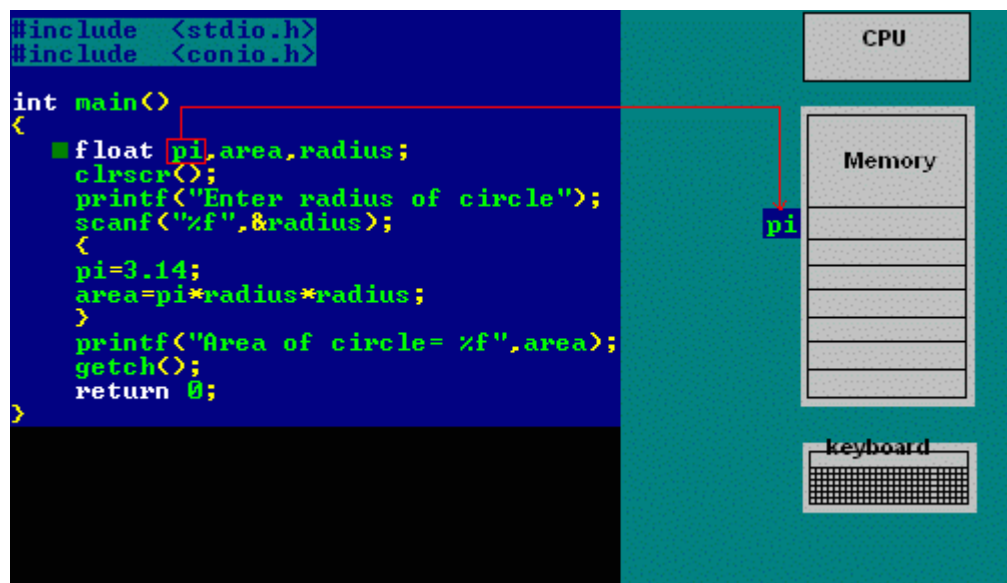 #include  <stdio.h>
#include  <conio.h>
int main()
{
float pi,area,radius;
clrscr();
printf("Enter radius of circle");
scanf("%f",&radius);
{
pi=3.14;
area=pi*radius*radius;
}
printf("Area of circle= %f",area);
getch();
return 0;
}
CPU
Memory
pi
keyboard